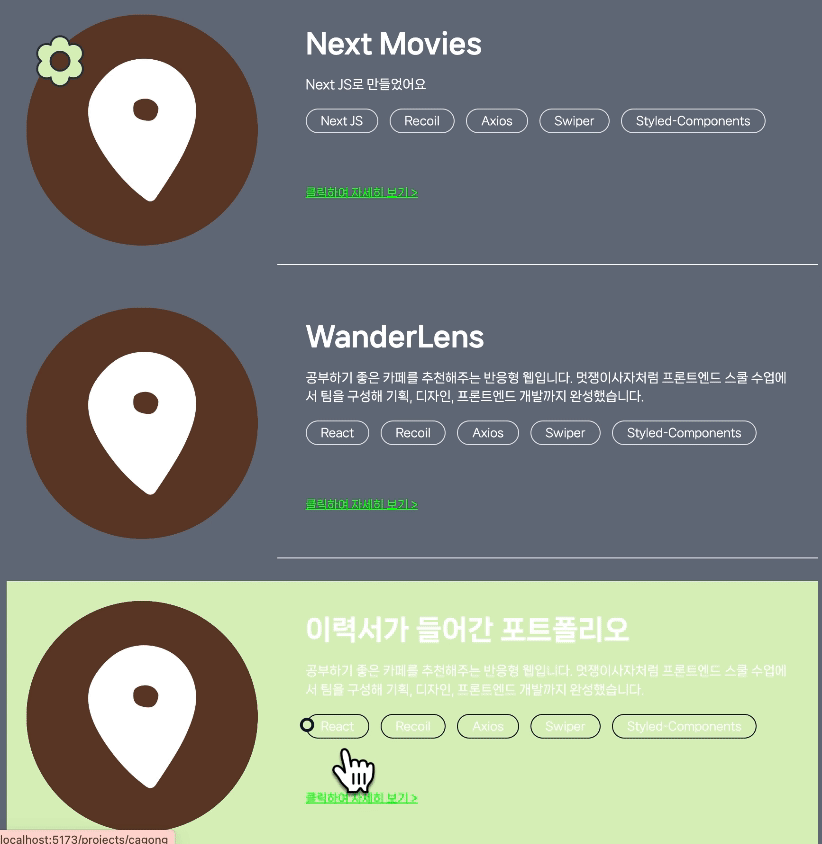 Next Movies
Next JS로 만들었어요
Next JS Recoil Axios Swiper Styled-Components
클릭하여 자세히 보기 >
WanderLens
공부하기 좋은 카페를 추천해주는 반응형 웹입니다. 멋쟁이사자처럼 프론트엔드 스쿨 수업에
서 팀을 구성해 기획, 디자인, 프론트엔드 개발까지 완성했습니다.
React Recoil Axios Swiper Styled-Components
클릭하여 자세히 보기 >
이력서가 들어간 포트폴리오
공부하기 좋은 카페를 추천해주는 반응형 웹입니다. 멋쟁이사자처럼 프론트엔드 스쿨 수업에
서 팀을 구성해 기획, 디자인, 프론트엔드 개발까지 완성했습니다.
React Recoil Axios Swiper Styled-Components
클릭하여 자세히 보기 >
localhost:5173/projects/cagong